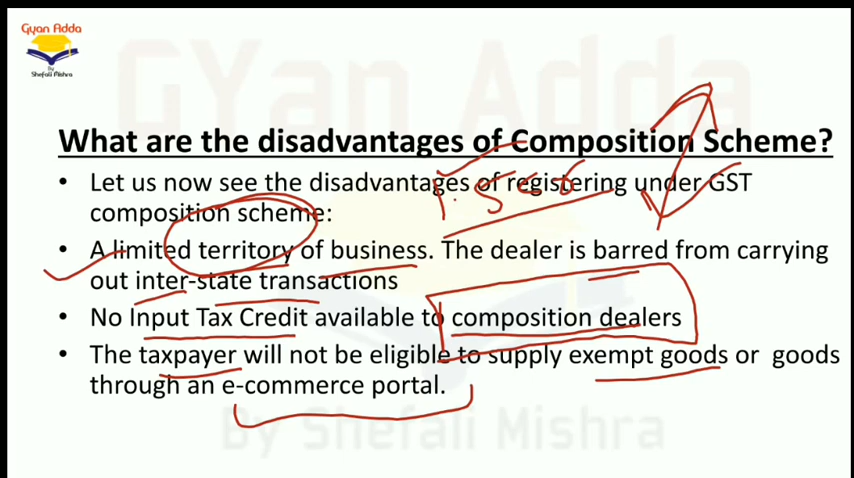 Gyan Adda
by
Shefali Mishra
GYan Adda
What are the disadvantages of Composition Scheme?
• Let us now see the disadvantages of registering under GST
composition scheme:
• A limited territory of business. The dealer is barred from carrying
out inter-state transactions
• No Input Tax Credit available to composition dealers
• The taxpayer will not be eligible to supply exempt goods or goods
through an e-commerce portal.
By Shefali Mishra